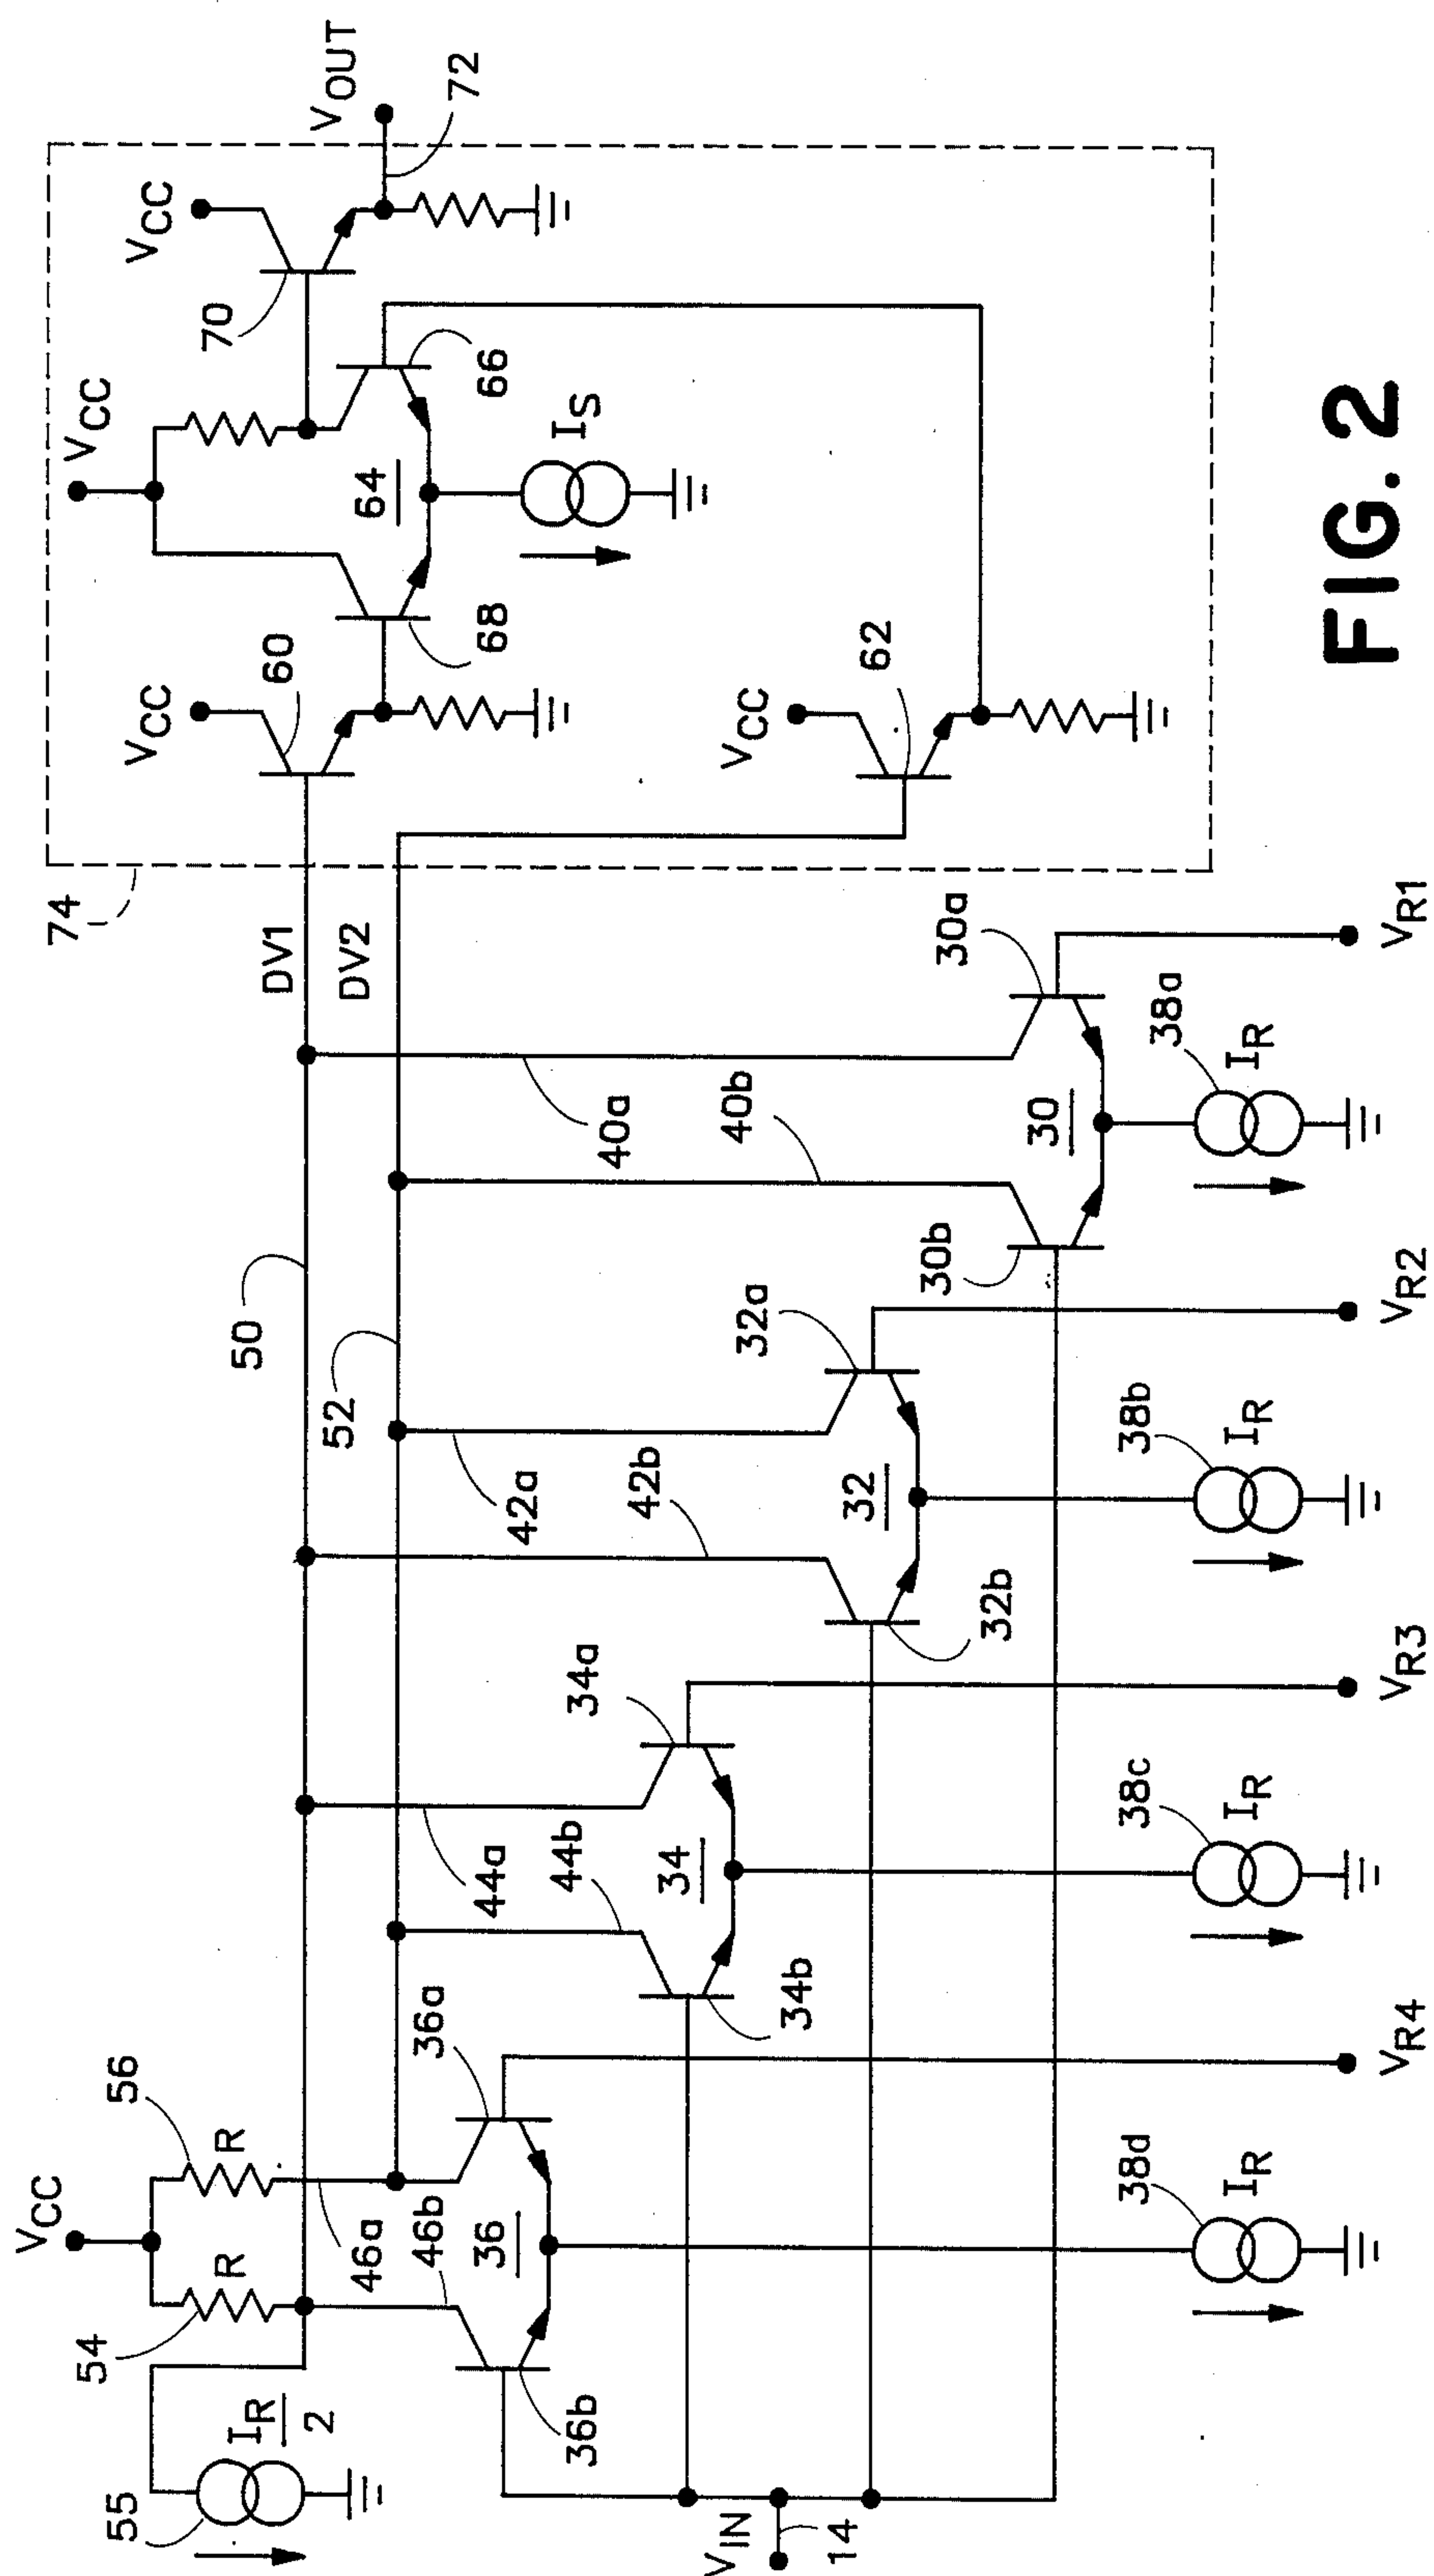 VCC
54
R
R
56
55
IR
2
46a
46b
36
36a
36b
VIN
14
38d
IR
VR4
44a
44b
34
34a
34b
38c
IR
VR3
50
52
42a
42b
32
32a
32b
38b
IR
VR2
40a
40b
30
30a
30b
38a
IR
VR1
DV1
DV2
74
VCC
60
68
64
VCC
66
IS
VCC
70
VOUT
72
VCC
62
FIG. 2